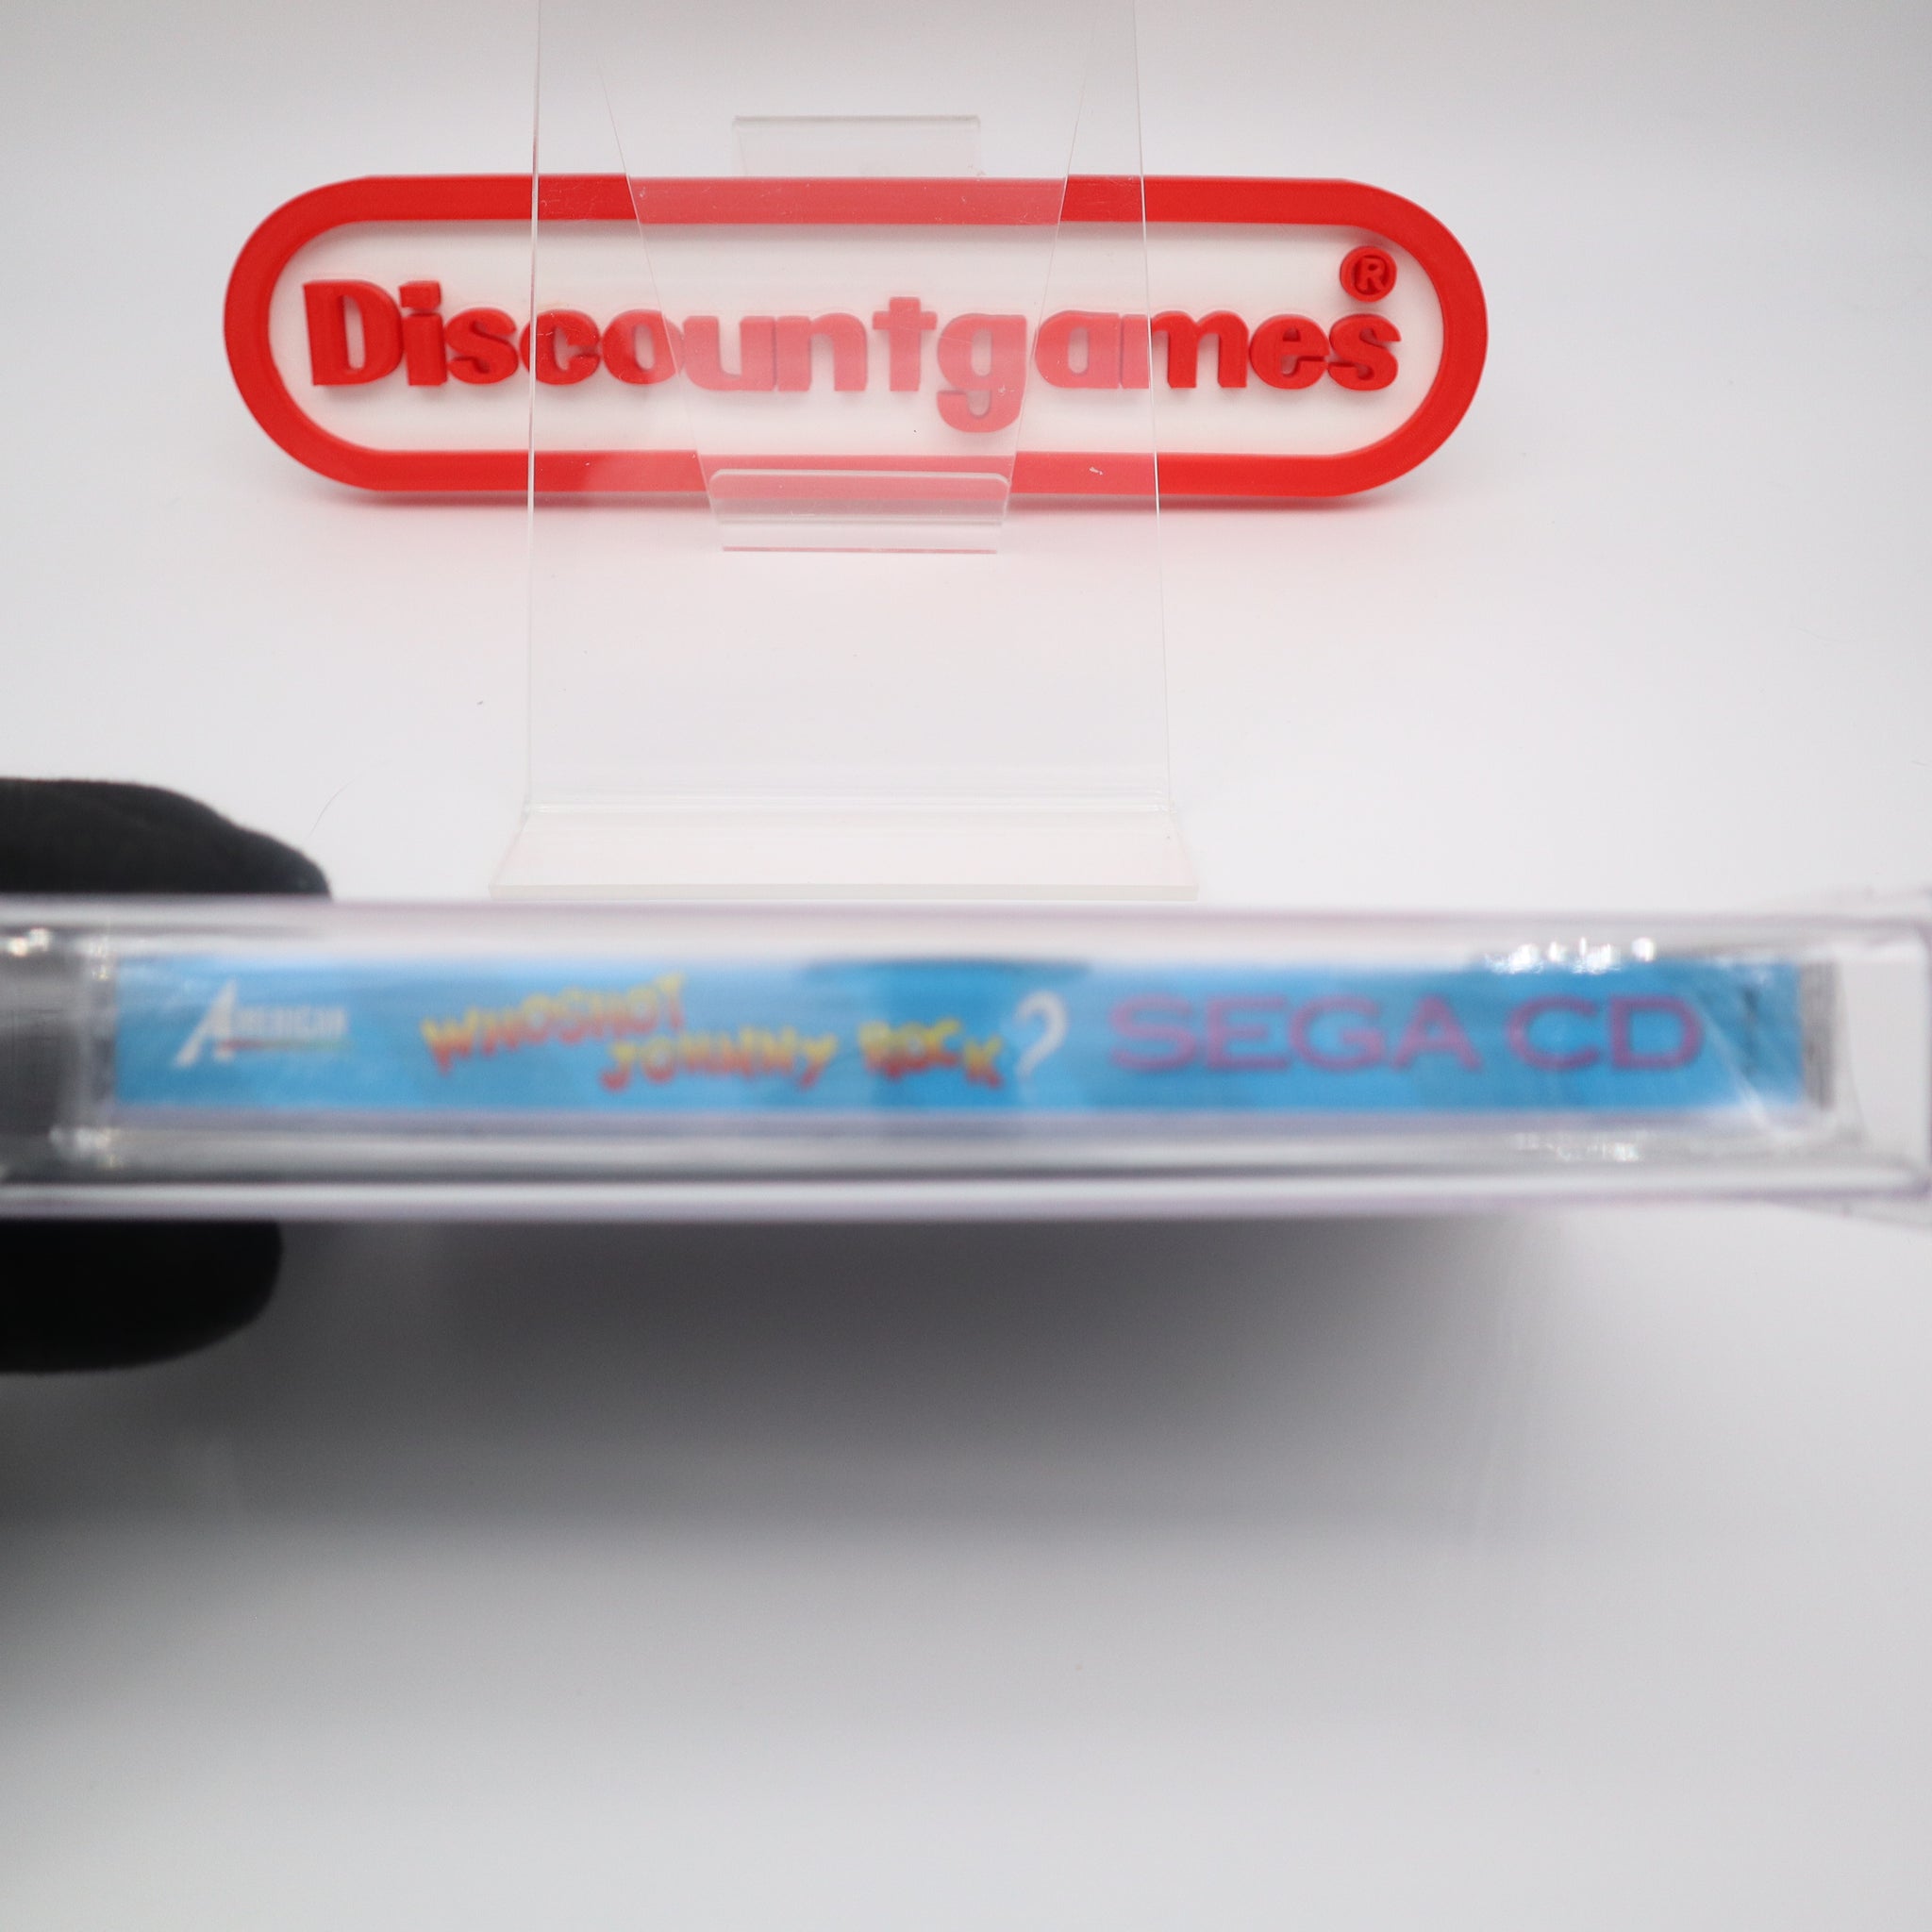 Discountgames®
AMERICAN
WHO SHOT
JOHNNY ROCK?
SEGA CD